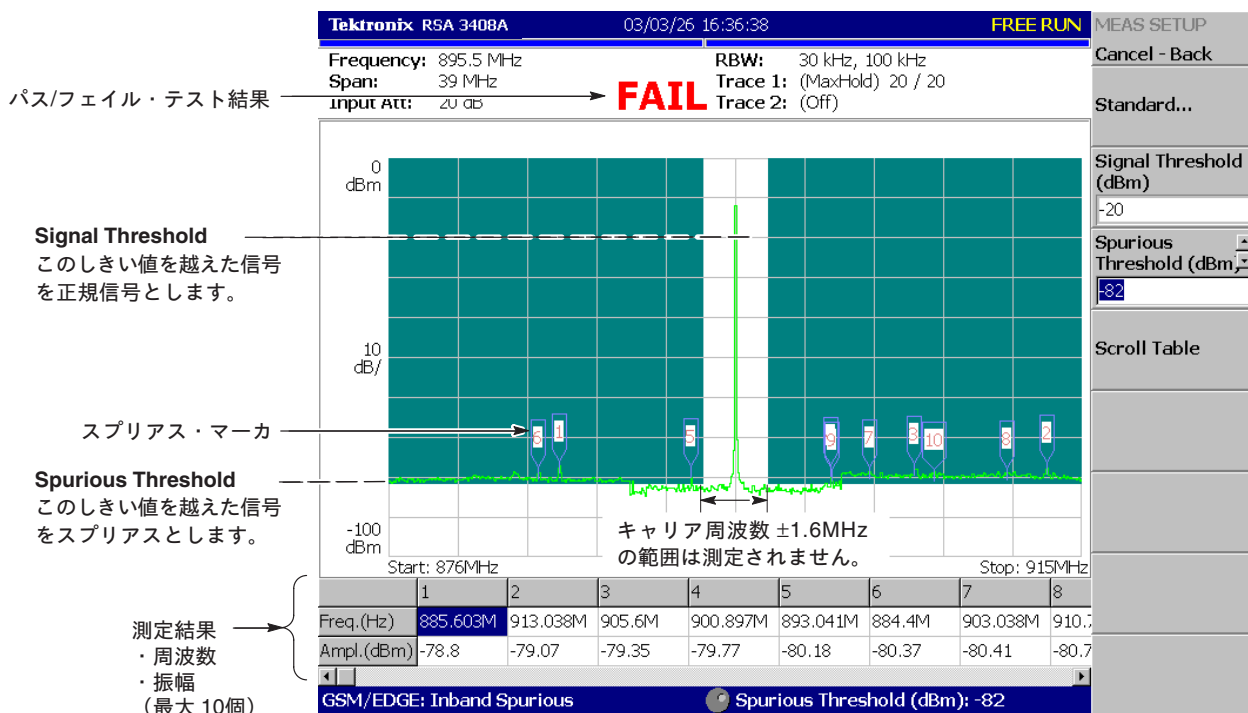 Tektronix RSA 3408A 03/03/26 16:36:38 FREE RUN
MEAS SETUP
Cancel - Back
Frequency: 895.5 MHz
Span: 39 MHz
Input Att: 20 dB
FAIL
RBW: 30 kHz, 100 kHz
Trace 1: (MaxHold) 20 / 20
Trace 2: (Off)
パス/フェイル・テスト結果
Standard...
Signal Threshold
(dBm)
-20
Spurious
Threshold (dBm)
-82
Scroll Table
0
dBm
Signal Threshold
このしきい値を越えた信号
を正規信号とします。
10
dB/
スプリアス・マーカ
6 1 5 9 7 3 10 8 2
Spurious Threshold
このしきい値を越えた信号
をスプリアスとします。
-100
dBm
キャリア周波数 ±1.6MHz
の範囲は測定されません。
Start: 876MHz Stop: 915MHz
1 2 3 4 5 6 7 8
Freq.(Hz) 885.603M 913.038M 905.6M 900.897M 893.041M 884.4M 903.038M 910.7
Ampl.(dBm) -78.8 -79.07 -79.35 -79.77 -80.18 -80.37 -80.41 -80.7
測定結果
・周波数
・振幅
（最大 10個）
GSM/EDGE: Inband Spurious Spurious Threshold (dBm): -82